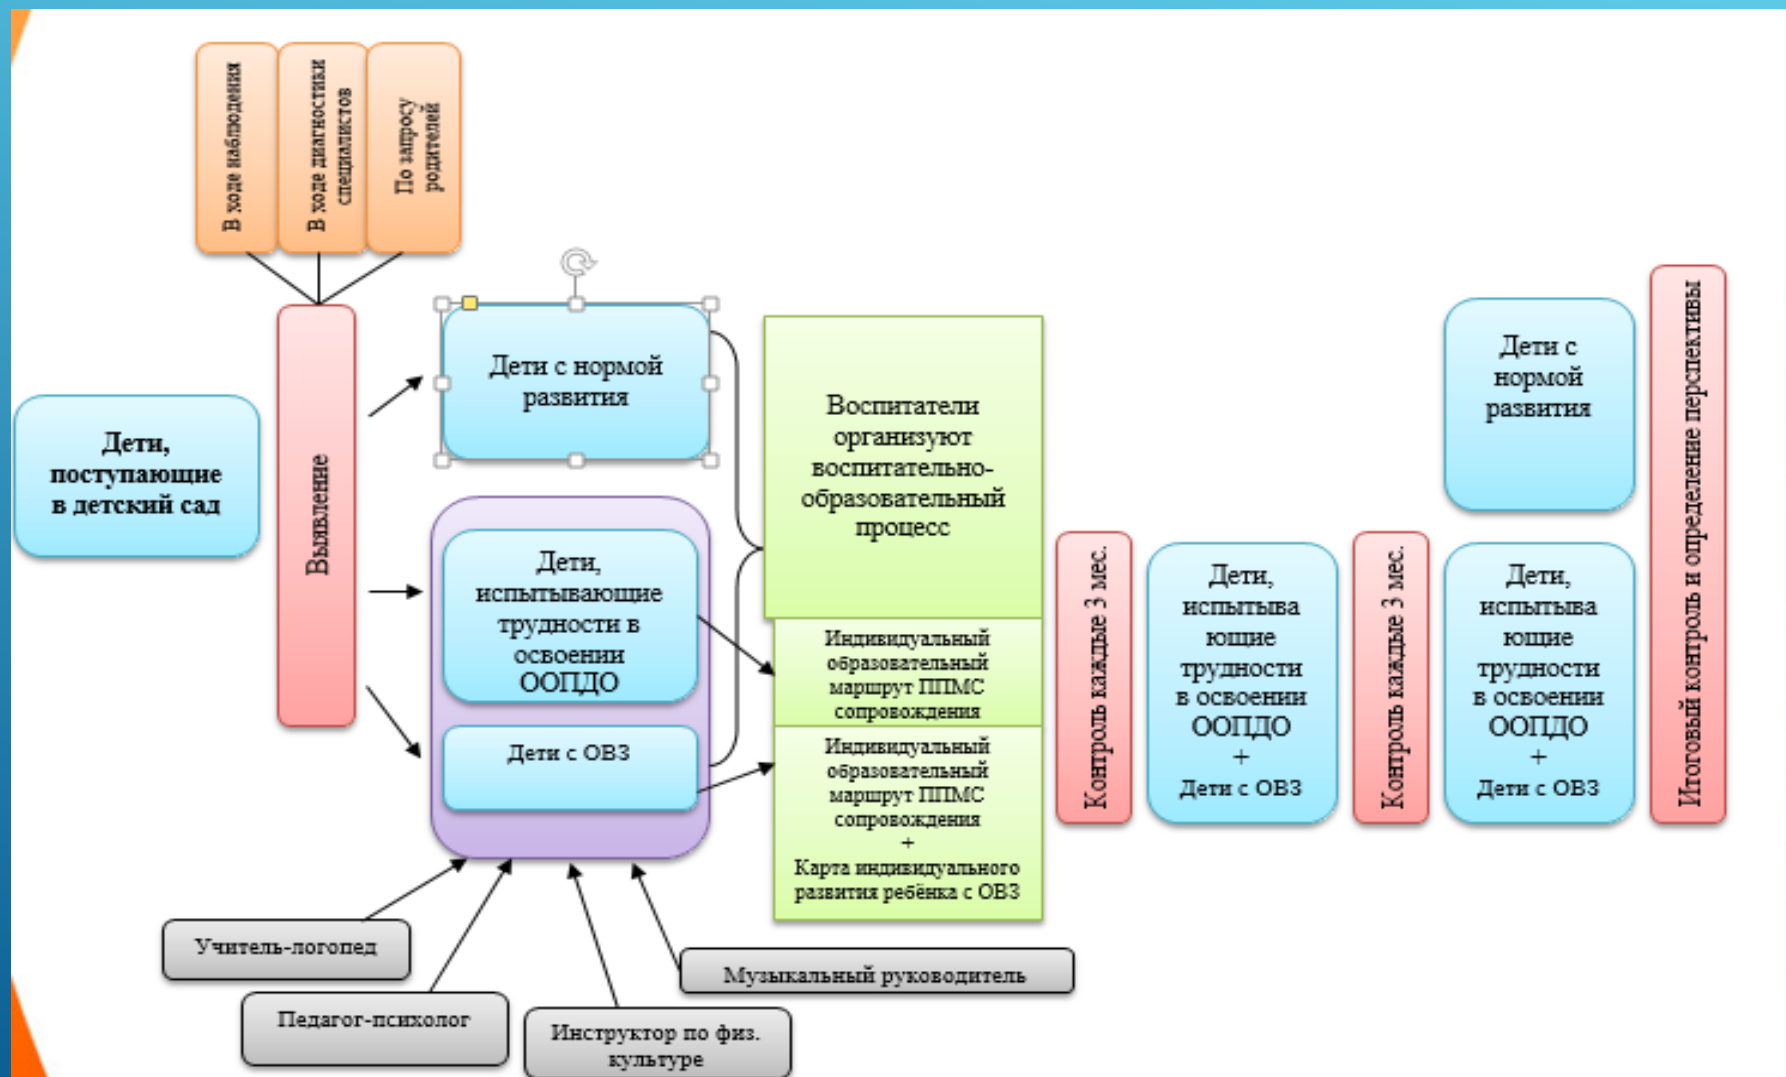 В ходе наблюдения
В ходе диагностики
специалистов
По запросу
родителей
Дети,
поступающие
в детский сад
Выявление
Дети с нормой
развития
Дети,
испытывающие
трудности в
освоении
ООПДО
Дети с ОВЗ
Учитель-логопед
Педагог-психолог
Инструктор по физ.
культуре
Музыкальный руководитель
Воспитатели
организуют
воспитательно-
образовательный
процесс
Индивидуальный
образовательный
маршрут ППМС
сопровождения
Индивидуальный
образовательный
маршрут ППМС
сопровождения
+
Карта индивидуального
развития ребёнка с ОВЗ
Контроль каждые 3 мес.
Дети,
испытыва
ющие
трудности
в освоении
ООПДО
+
Дети с ОВЗ
Контроль каждые 3 мес.
Дети с
нормой
развития
Дети,
испытыва
ющие
трудности
в освоении
ООПДО
+
Дети с ОВЗ
Итоговый контроль и определение перспективы